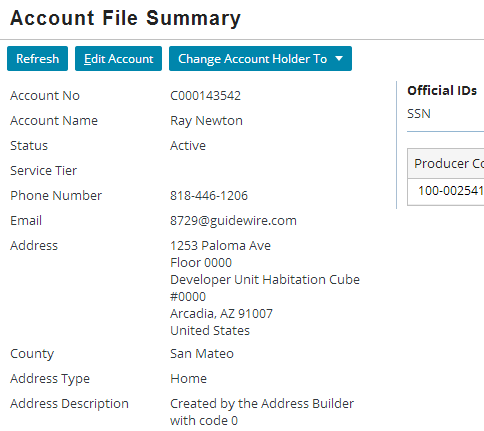 Account File Summary
Refresh Edit Account Change Account Holder To
Account No C000143542
Account Name Ray Newton
Status Active
Service Tier
Phone Number 818-446-1206
Email 8729@guidewire.com
Address 1253 Paloma Ave
Floor 0000
Developer Unit Habitation Cube
#0000
Arcadia, AZ 91007
United States
County San Mateo
Address Type Home
Address Description Created by the Address Builder
with code 0
Official IDs
SSN
Producer Co
100-002541